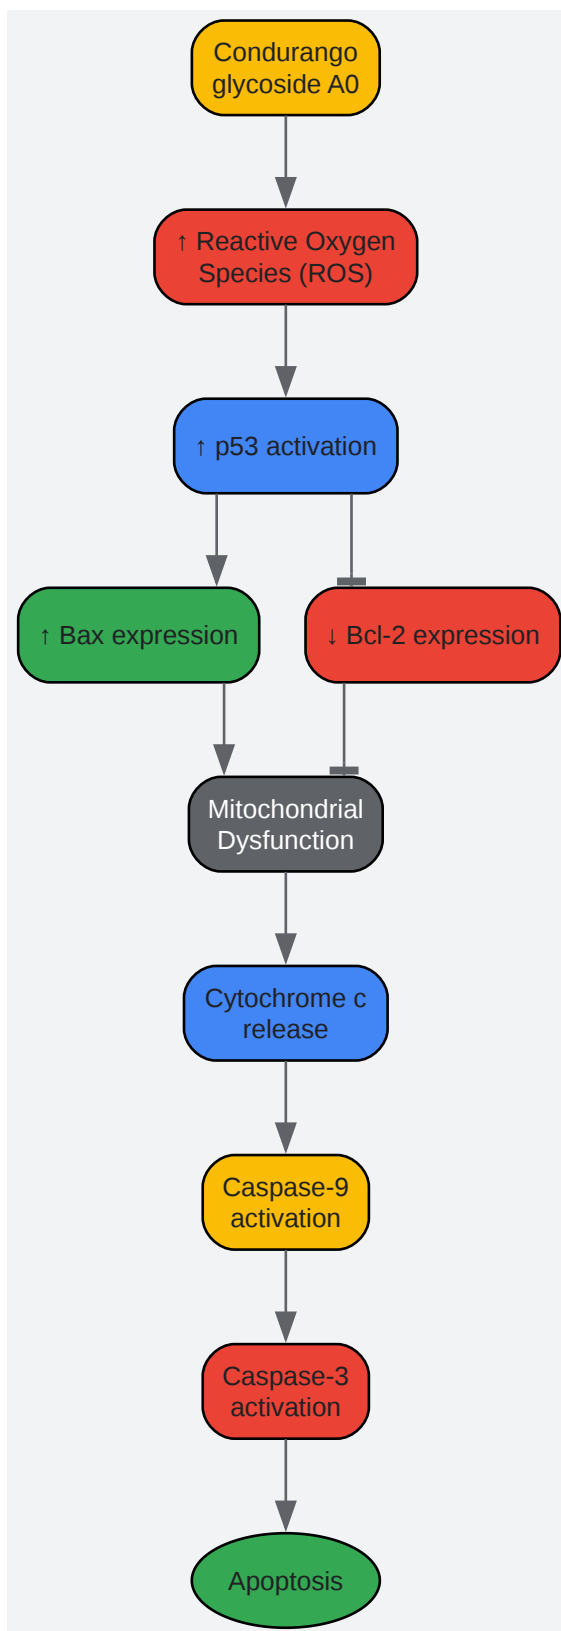 Condurango
glycoside A0
↑ Reactive Oxygen
Species (ROS)
↑ p53 activation
↑ Bax expression
↓ Bcl-2 expression
Mitochondrial
Dysfunction
Cytochrome c
release
Caspase-9
activation
Caspase-3
activation
Apoptosis